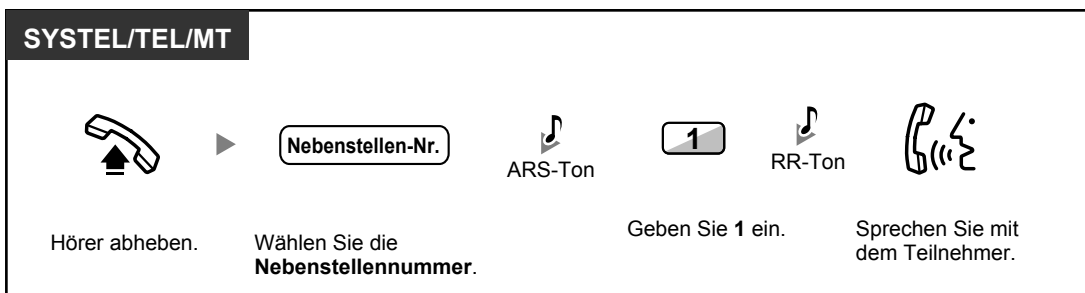 SYSTEL/TEL/MT
Nebenstellen-Nr.
ARS-Ton
1
RR-Ton
Hörer abheben.
Wählen Sie die
Nebenstellennummer.
Geben Sie 1 ein.
Sprechen Sie mit
dem Teilnehmer.